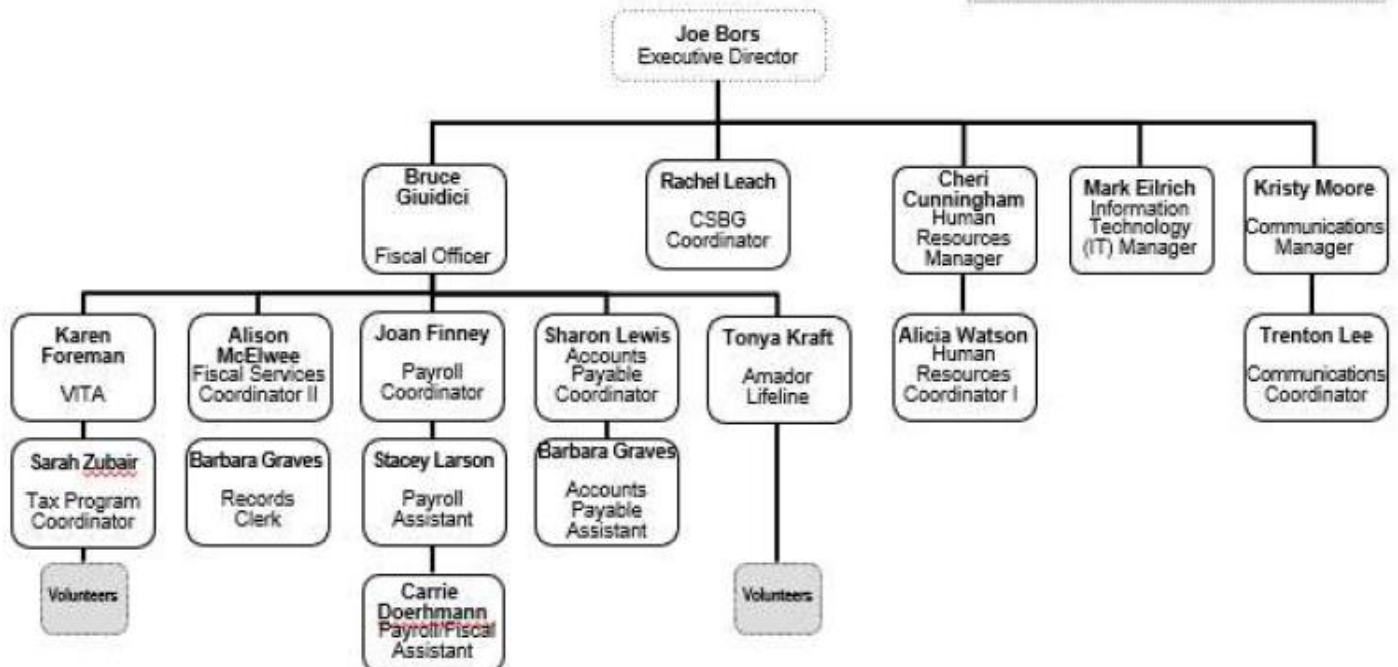 Joe Bors
Executive Director
Bruce
Giuidici
Fiscal Officer
Rachel Leach
CSBG
Coordinator
Cheri
Cunningham
Human
Resources
Manager
Mark Eilrich
Information
Technology
(IT) Manager
Kristy Moore
Communications
Manager
Karen
Foreman
VITA
Alison
McElwee
Fiscal Services
Coordinator II
Joan Finney
Payroll
Coordinator
Sharon Lewis
Accounts
Payable
Coordinator
Tonya Kraft
Amador
Lifeline
Alicia Watson
Human
Resources
Coordinator I
Trenton Lee
Communications
Coordinator
Sarah Zubair
Tax Program
Coordinator
Barbara Graves
Records
Clerk
Stacey Larson
Payroll
Assistant
Barbara Graves
Accounts
Payable
Assistant
Volunteers
Carrie
Doerhmann
Payroll/Fiscal
Assistant
Volunteers